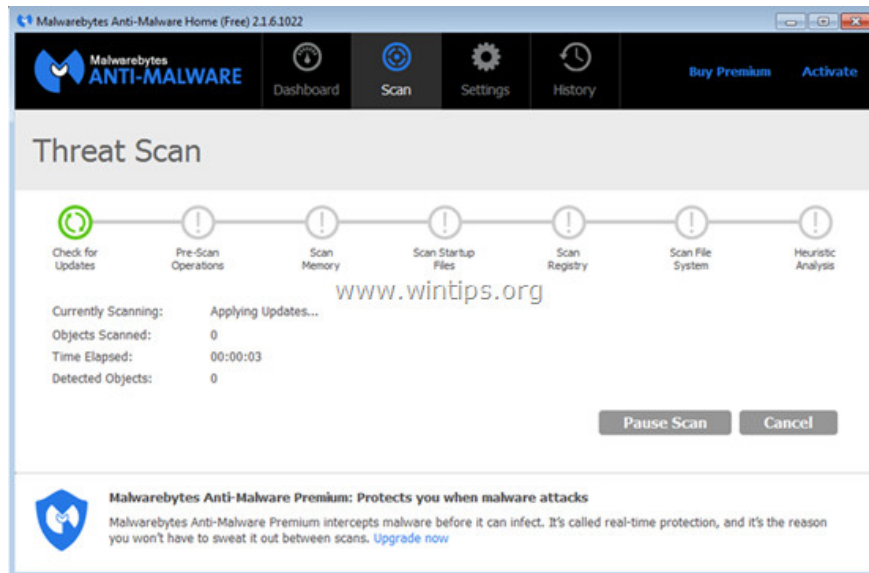 Malwarebytes Anti-Malware Home (Free) 2.1.6.1022
Malwarebytes
ANTI-MALWARE
Dashboard
Scan
Settings
History
Buy Premium
Activate
Threat Scan
Check for
Updates
Pre-Scan
Operations
Scan
Memory
Scan Startup
Files
Scan
Registry
Scan File
System
Heuristic
Analysis
www.wintips.org
Currently Scanning: Applying Updates...
Objects Scanned: 0
Time Elapsed: 00:00:03
Detected Objects: 0
Pause Scan
Cancel
Malwarebytes Anti-Malware Premium: Protects you when malware attacks
Malwarebytes Anti-Malware Premium intercepts malware before it can infect. It's called real-time protection, and it's the reason
you won't have to sweat it out between scans. Upgrade now